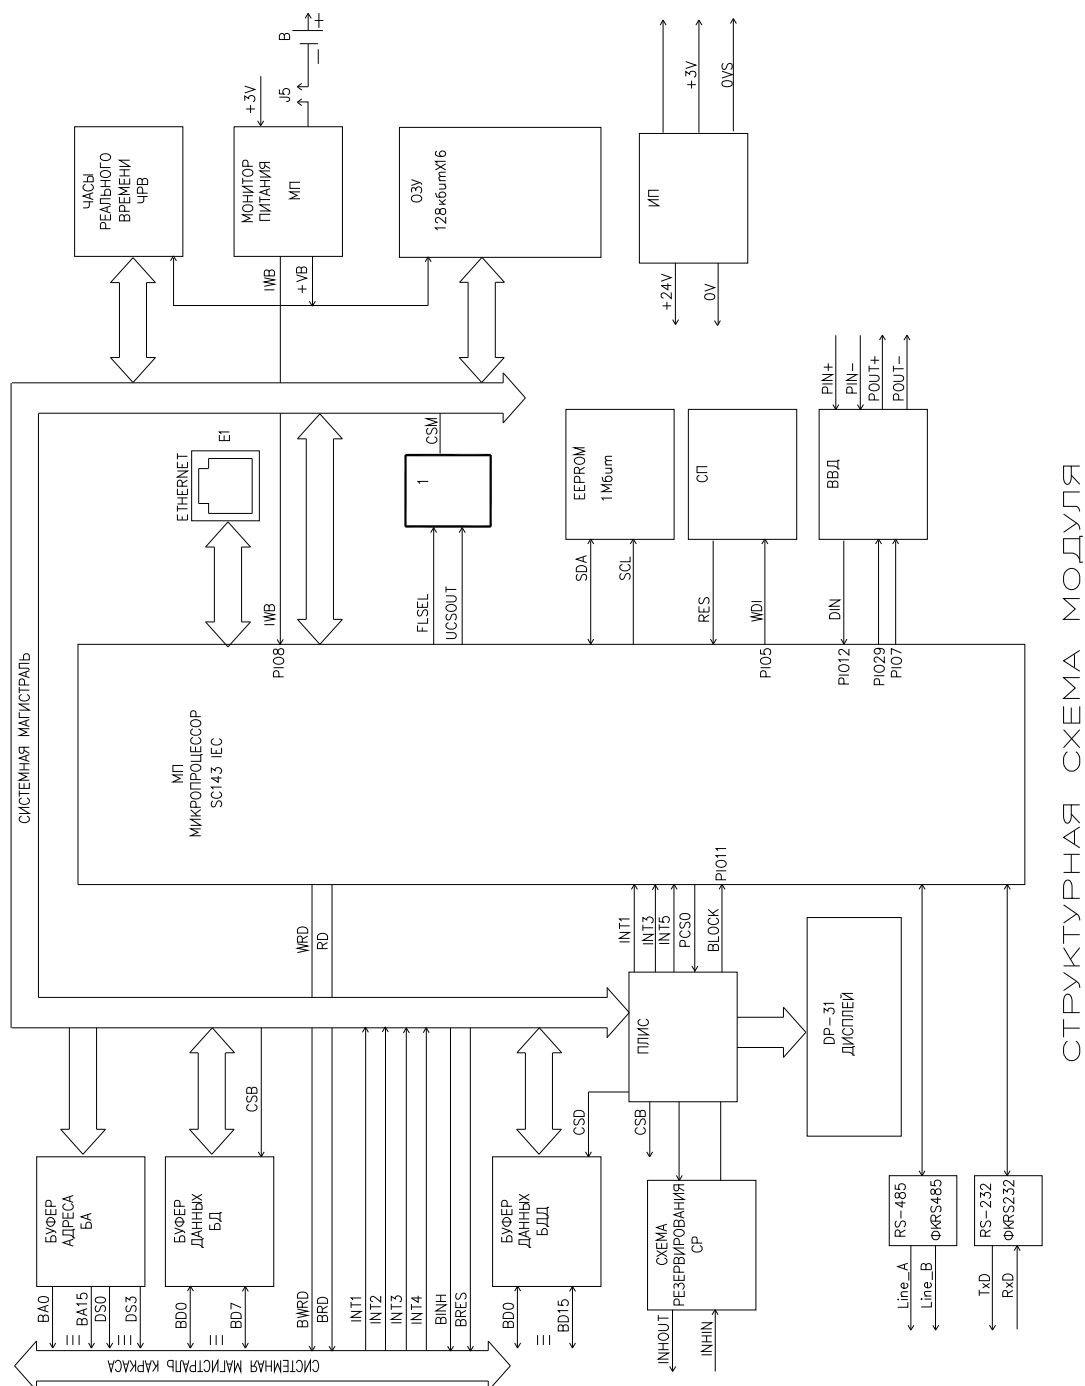 СИСТЕМНАЯ МАГИСТРАЛЬ
СИСТЕМНАЯ МАГИСТРАЛЬ КАРКАСА
BA0
BA15
DS0
DS3
БУФЕР
АДРЕСА
БА
BD0
BD7
БУФЕР
ДАННЫХ
БД
CSB
BWRD
BRD
WRD
RD
INT1
INT2
INT3
INT4
BINH
BRES
BD0
BD15
БУФЕР
ДАННЫХ
БДД
CSD
CSB
ПЛИС
INT1
INT3
INT5
PCS0
BLOCK
PIO11
INHOUT
INHIN
СХЕМА
РЕЗЕРВИРОВАНИЯ
СР
DP-31
ДИСПЛЕЙ
Line_A
Line_B
RS-485
ФКRS485
TxD
RxD
RS-232
ФКRS232
МП
МИКРОПРОЦЕССОР
SC143 IEC
PIO8
IWB
ETHERNET
E1
FLSEL
UCSOUT
1
CSM
SDA
SCL
EEPROM
1Мбит
RES
WDI
PIO5
СП
DIN
PIO12
PIO29
PIO7
ВВД
PIN+
PIN-
POUT+
POUT-
ЧАСЫ
РЕАЛЬНОГО
ВРЕМЕНИ
ЧРВ
IWB
+VB
МОНИТОР
ПИТАНИЯ
МП
+3V
J5
B
+
−
ОЗУ
128кбитX16
+24V
0V
ИП
+3V
0VS
СТРУКТУРНАЯ СХЕМА МОДУЛЯ